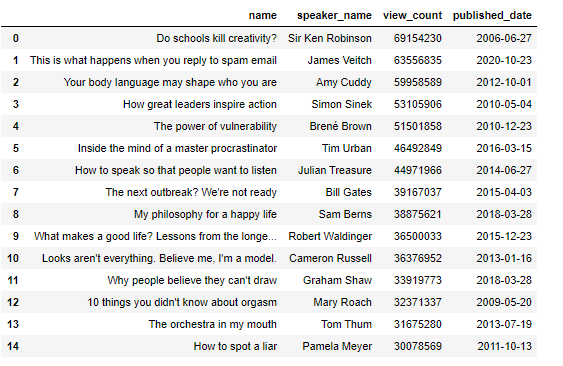 name speaker_name view_count published_date
0 Do schools kill creativity? Sir Ken Robinson 69154230 2006-06-27
1 This is what happens when you reply to spam email James Veitch 63556835 2020-10-23
2 Your body language may shape who you are Amy Cuddy 59958589 2012-10-01
3 How great leaders inspire action Simon Sinek 53105906 2010-05-04
4 The power of vulnerability Brené Brown 51501858 2010-12-23
5 Inside the mind of a master procrastinator Tim Urban 46492849 2016-03-15
6 How to speak so that people want to listen Julian Treasure 44971966 2014-06-27
7 The next outbreak? We're not ready Bill Gates 39167037 2015-04-03
8 My philosophy for a happy life Sam Berns 38875621 2018-03-28
9 What makes a good life? Lessons from the longe... Robert Waldinger 36500033 2015-12-23
10 Looks aren't everything. Believe me, I'm a model. Cameron Russell 36376952 2013-01-16
11 Why people believe they can't draw Graham Shaw 33919773 2018-03-28
12 10 things you didn't know about orgasm Mary Roach 32371337 2009-05-20
13 The orchestra in my mouth Tom Thum 31675280 2013-07-19
14 How to spot a liar Pamela Meyer 30078569 2011-10-13